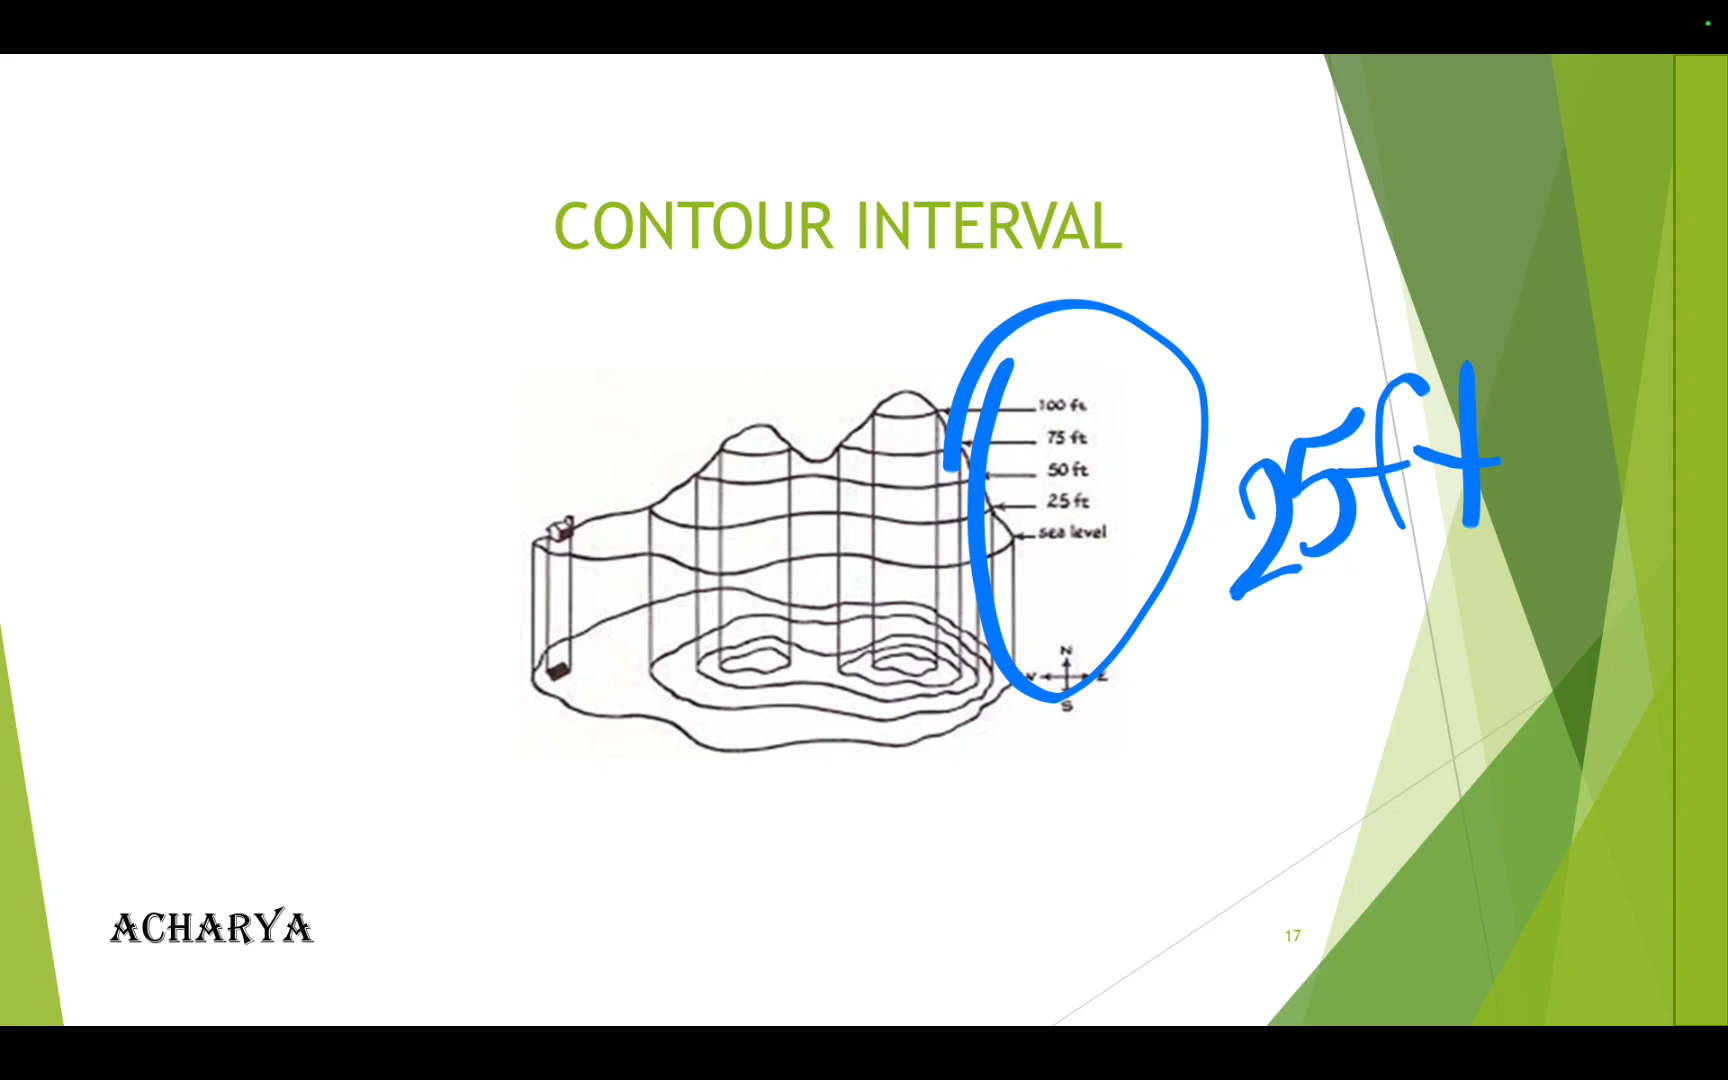 CONTOUR INTERVAL
100 ft
75 ft
50 ft
25 ft
sea level
25ft
N
W E
S
ACHARYA
17